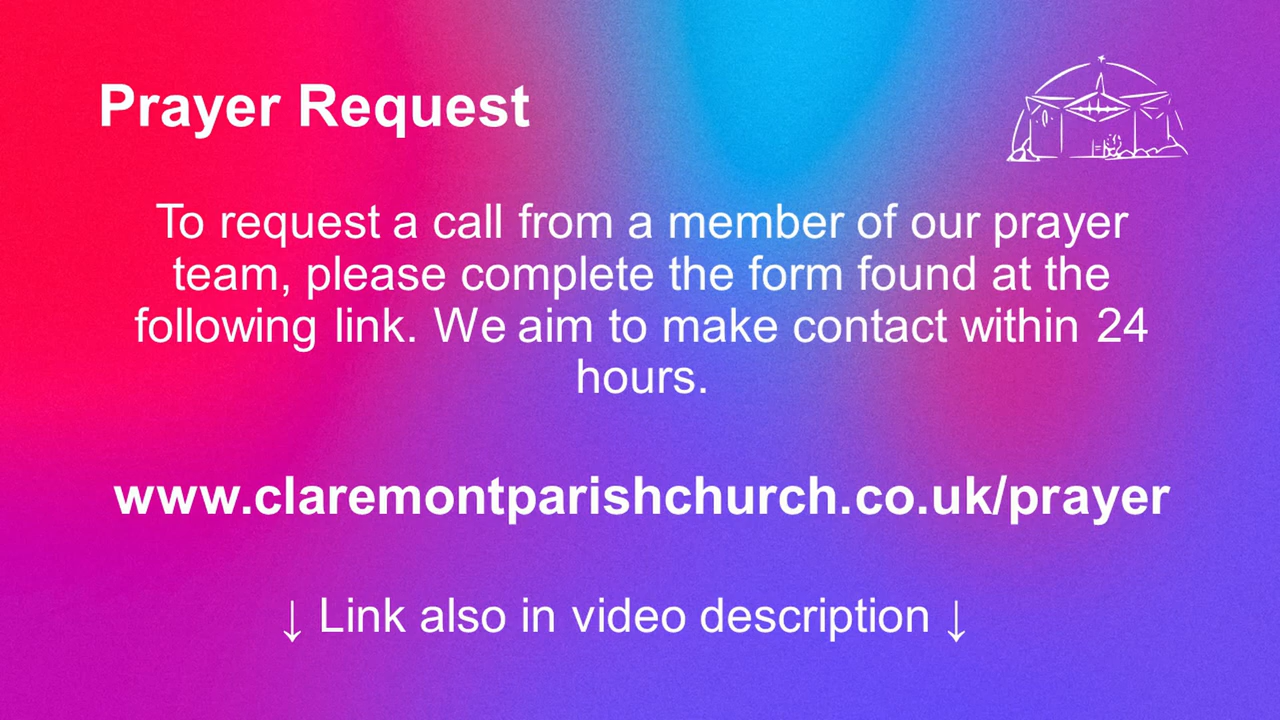 Prayer Request
To request a call from a member of our prayer
team, please complete the form found at the
following link. We aim to make contact within 24
hours.
www.claremontparishchurch.co.uk/prayer
↓ Link also in video description ↓